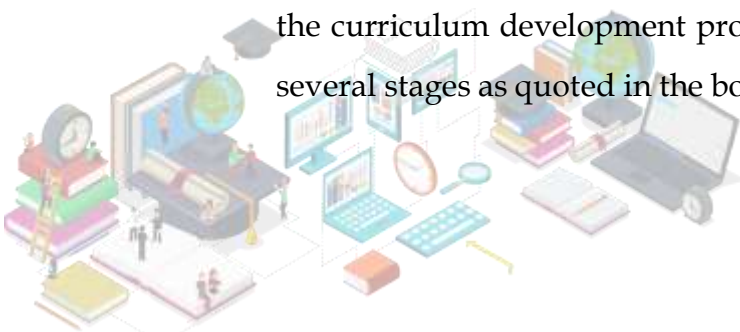 the curriculum development pro
several stages as quoted in the bo